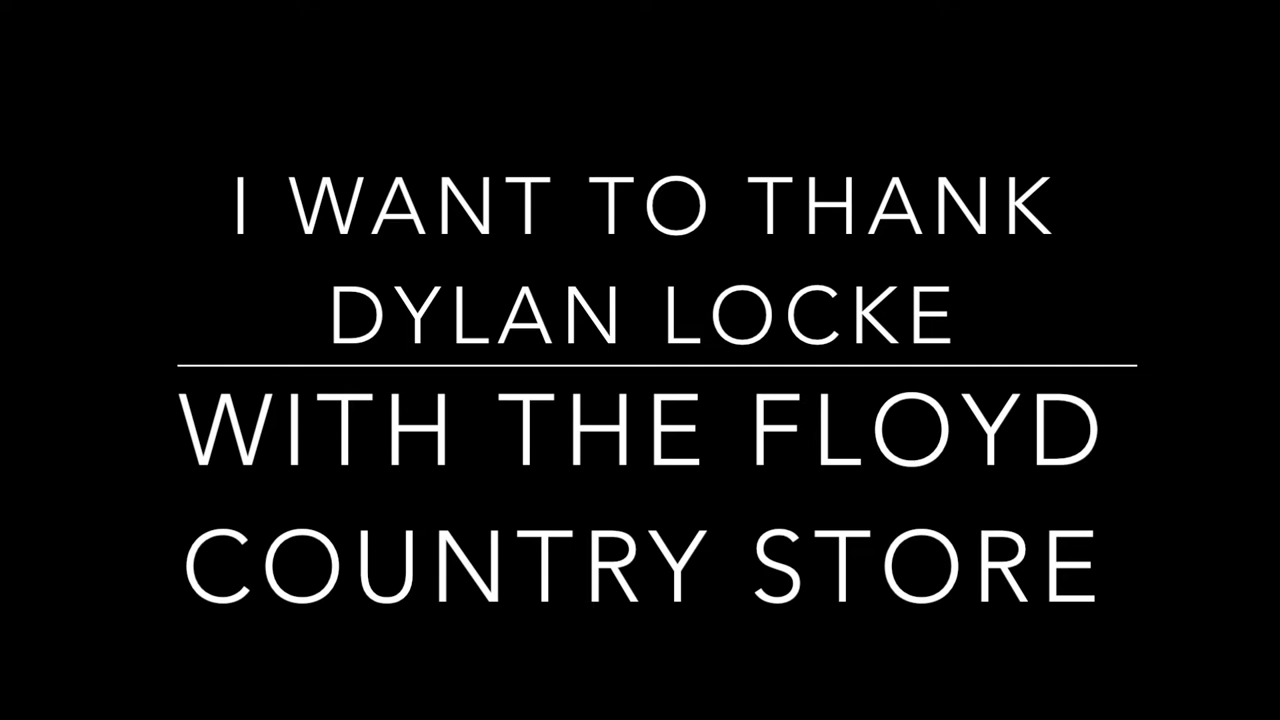 I WANT TO THANK
DYLAN LOCKE
WITH THE FLOYD
COUNTRY STORE